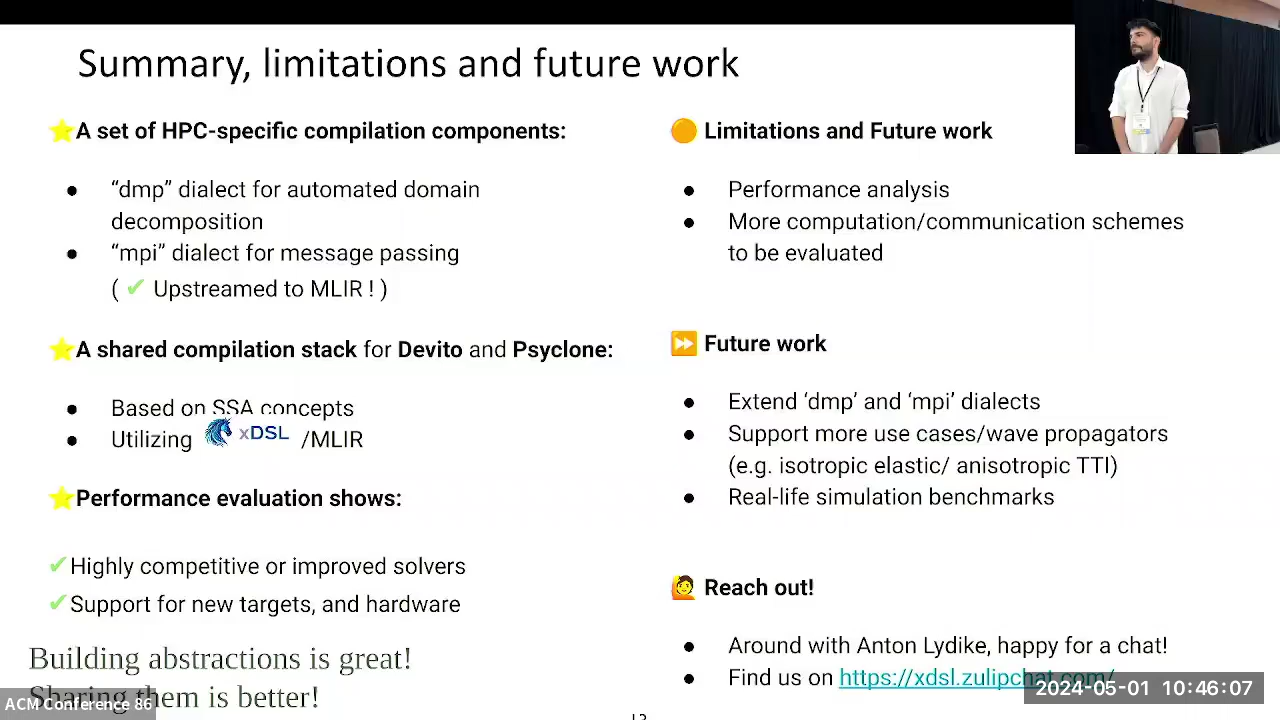 Summary, limitations and future work
⭐A set of HPC-specific compilation components:
● “dmp” dialect for automated domain
decomposition
● “mpi” dialect for message passing
( ✔ Upstreamed to MLIR ! )
⭐A shared compilation stack for Devito and Psyclone:
● Based on SSA concepts
● Utilizing xDSL /MLIR
⭐Performance evaluation shows:
✔Highly competitive or improved solvers
✔Support for new targets, and hardware
Building abstractions is great!
Sharing them is better!
ACM Conference 86
🟠 Limitations and Future work
● Performance analysis
● More computation/communication schemes
to be evaluated
⏩ Future work
● Extend ‘dmp’ and ‘mpi’ dialects
● Support more use cases/wave propagators
(e.g. isotropic elastic/ anisotropic TTI)
● Real-life simulation benchmarks
🙋 Reach out!
● Around with Anton Lydike, happy for a chat!
● Find us on https://xdsl.zulipchat.com/
2024-05-01 10:46:07